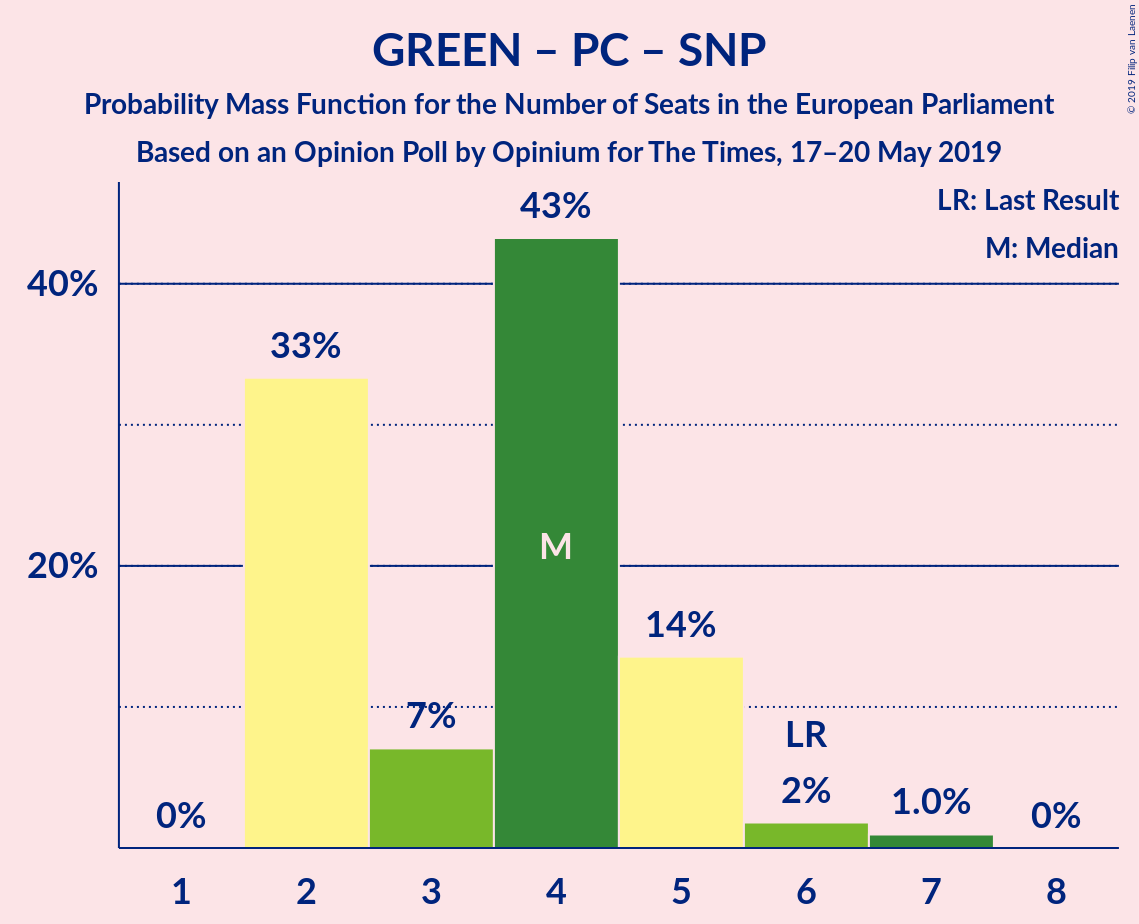 GREEN – PC – SNP
Probability Mass Function for the Number of Seats in the European Parliament
Based on an Opinion Poll by Opinium for The Times, 17–20 May 2019
© 2019 Filip van Laenen
LR: Last Result
M: Median
43%
40%
33%
M
20%
14%
7%
LR
2%
1.0%
0%
0%
1 2 3 4 5 6 7 8